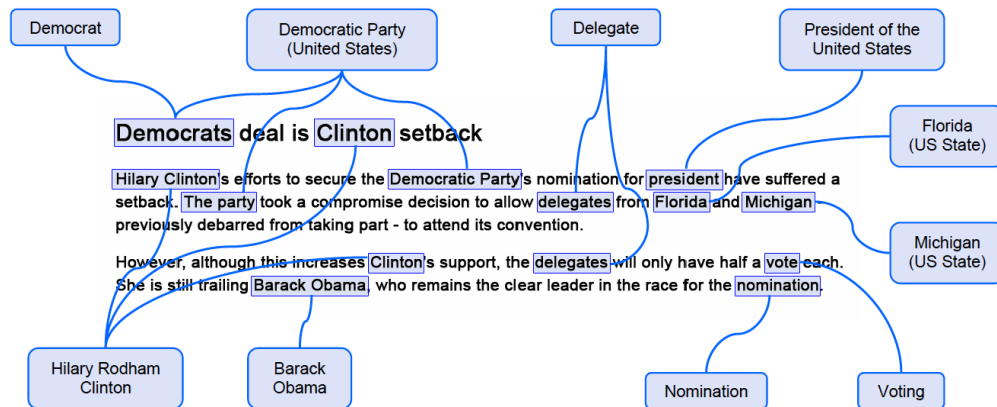 Democrat
Democratic Party
(United States)
Delegate
President of the
United States
Florida
(US State)
Democrats deal is Clinton setback
Hilary Clinton's efforts to secure the Democratic Party's nomination for president have suffered a
setback. The party took a compromise decision to allow delegates from Florida and Michigan
previously debarred from taking part - to attend its convention.
Michigan
(US State)
However, although this increases Clinton's support, the delegates will only have half a vote each.
She is still trailing Barack Obama, who remains the clear leader in the race for the nomination.
Hilary Rodham
Clinton
Barack
Obama
Nomination
Voting